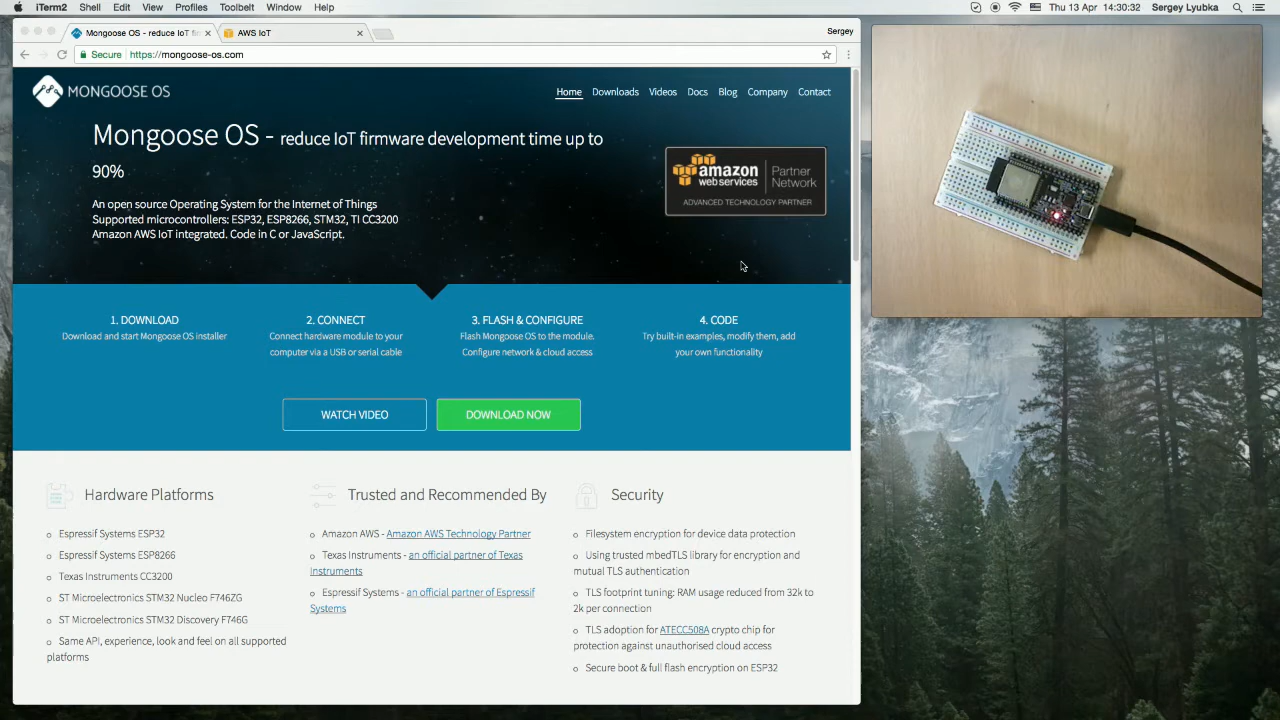 iTerm2 Shell Edit View Profiles Toolbelt Window Help Thu 13 Apr 14:30:32 Sergey Lyubka
Mongoose OS - reduce IoT fi AWS IoT Sergey
Secure https://mongoose-os.com
MONGOOSE OS Home Downloads Videos Docs Blog Company Contact
Mongoose OS - reduce IoT firmware development time up to
90%
amazon
web services
Partner
Network
ADVANCED TECHNOLOGY PARTNER
An open source Operating System for the Internet of Things
Supported microcontrollers: ESP32, ESP8266, STM32, TI CC3200
Amazon AWS IoT integrated. Code in C or JavaScript.
1. DOWNLOAD
Download and start Mongoose OS installer
2. CONNECT
Connect hardware module to your
computer via a USB or serial cable
3. FLASH & CONFIGURE
Flash Mongoose OS to the module.
Configure network & cloud access
4. CODE
Try built-in examples, modify them, add
your own functionality
WATCH VIDEO DOWNLOAD NOW
Hardware Platforms
Espressif Systems ESP32
Espressif Systems ESP8266
Texas Instruments CC3200
ST Microelectronics STM32 Nucleo F746ZG
ST Microelectronics STM32 Discovery F746G
Same API, experience, look and feel on all supported
platforms
Trusted and Recommended By
Amazon AWS - Amazon AWS Technology Partner
Texas Instruments - an official partner of Texas
Instruments
Espressif Systems - an official partner of Espressif
Systems
Security
Filesystem encryption for device data protection
Using trusted mbedTLS library for encryption and
mutual TLS authentication
TLS footprint tuning: RAM usage reduced from 32k to
2k per connection
TLS adoption for ATECC508A crypto chip for
protection against unauthorised cloud access
Secure boot & full flash encryption on ESP32